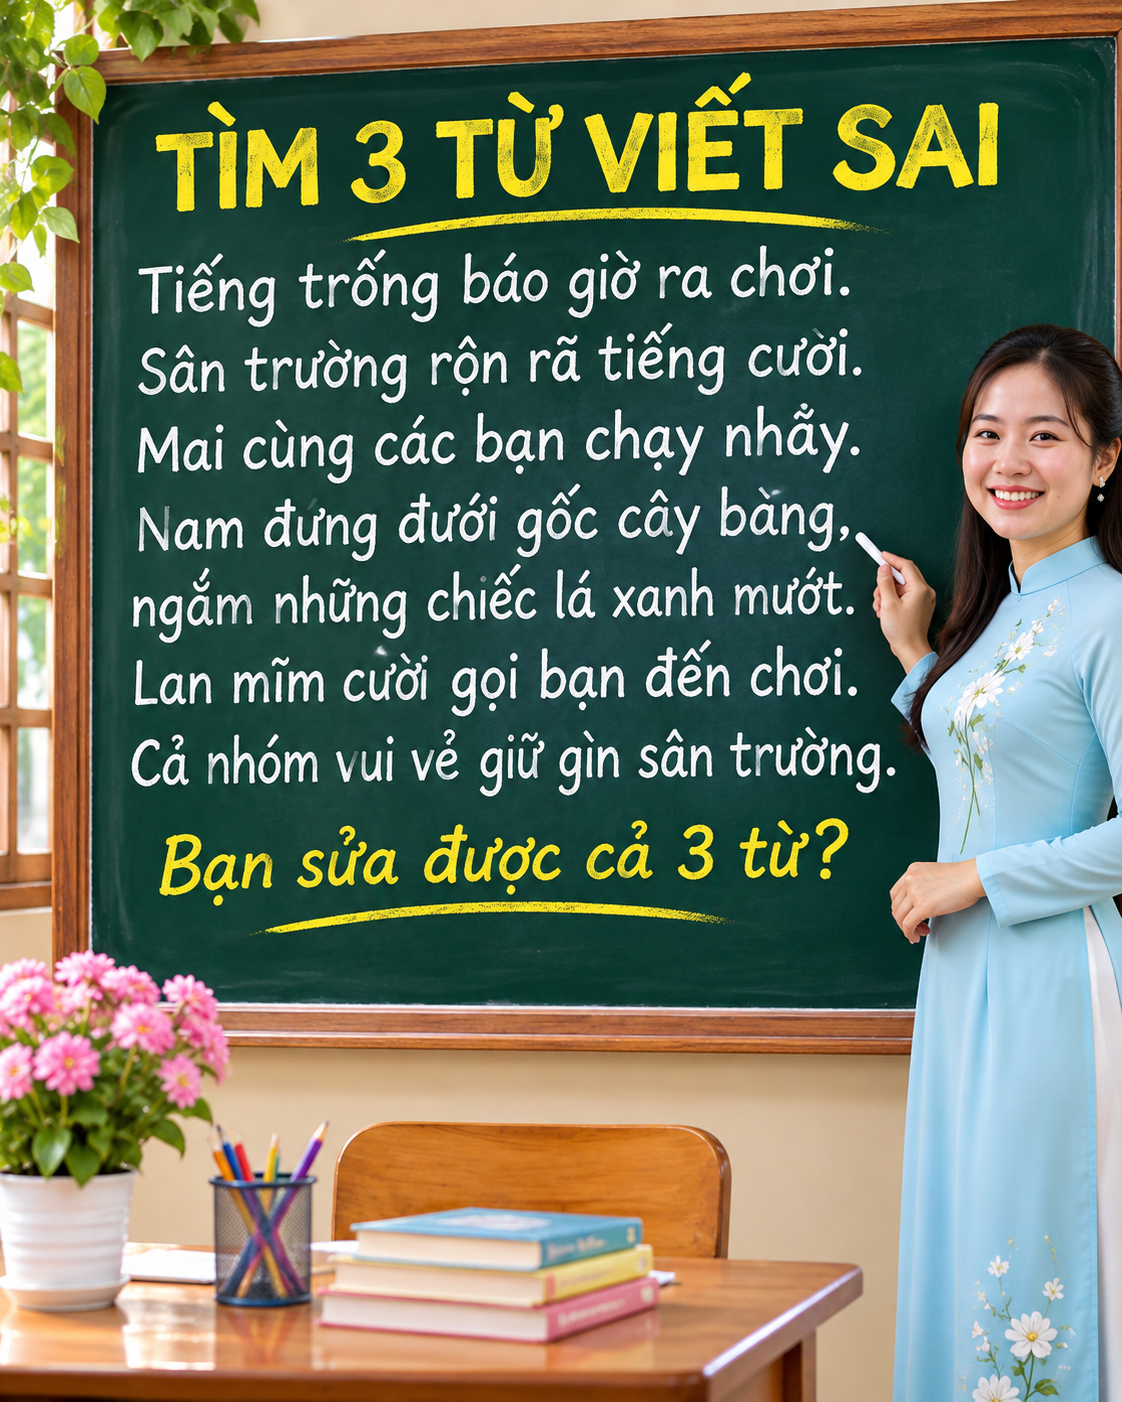 TÌM 3 TỪ VIẾT SAI
Tiếng trống báo giờ ra chơi.
Sân trường rộn rã tiếng cười.
Mai cùng các bạn chạy nhẩy.
Nam đứng đưới gốc cây bàng,
ngắm những chiếc lá xanh mướt.
Lan mĩm cười gọi bạn đến chơi.
Cả nhóm vui vẻ giữ gìn sân trường.
Bạn sửa được cả 3 từ?